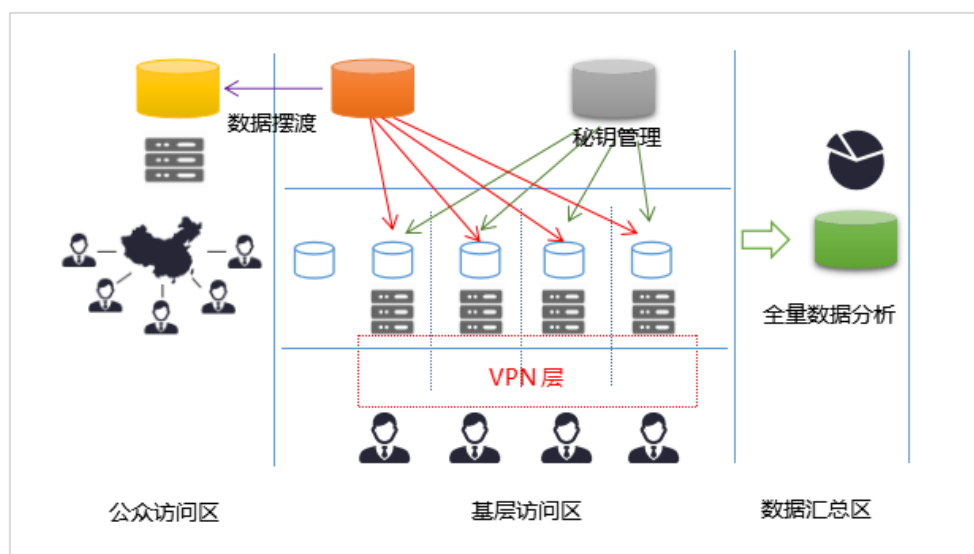 数据摆渡
秘钥管理
全量数据分析
VPN 层
公众访问区
基层访问区
数据汇总区